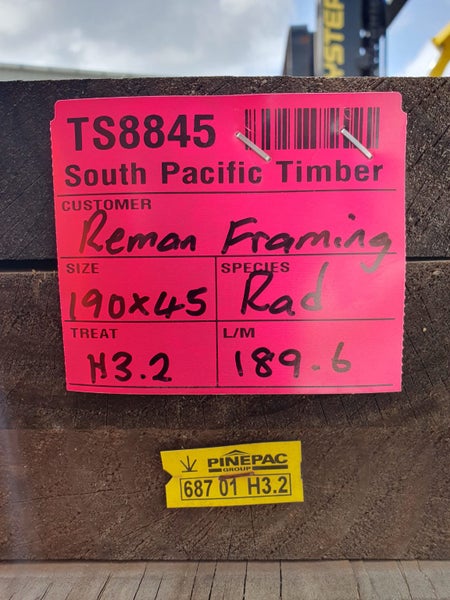 YSTER
TS8845
South Pacific Timber
CUSTOMER
Reman Framing
SIZE
190x45
SPECIES
Rad
TREAT
H3.2
L/M
189.6
PINEPAC
GROUP
687 01 H3.2